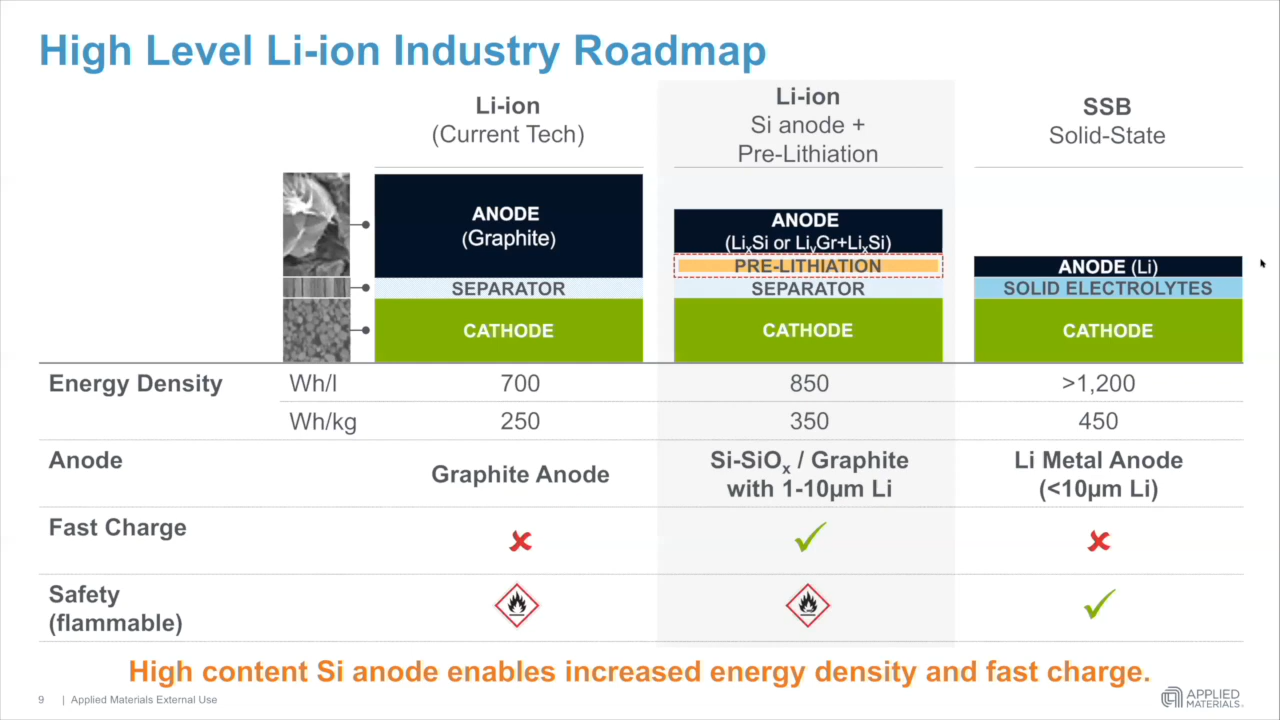 High Level Li-ion Industry Roadmap
Li-ion
(Current Tech)
Li-ion
Si anode +
Pre-Lithiation
SSB
Solid-State
ANODE
(Graphite)
SEPARATOR
CATHODE
ANODE
(LiₓSi or LiᵧGr+LiₓSi)
PRE-LITHIATION
SEPARATOR
CATHODE
ANODE (Li)
SOLID ELECTROLYTES
CATHODE
Energy Density Wh/l 700 850 >1,200
Wh/kg 250 350 450
Anode
Graphite Anode
Si-SiOₓ / Graphite
with 1-10μm Li
Li Metal Anode
(<10μm Li)
Fast Charge
Safety
(flammable)
High content Si anode enables increased energy density and fast charge.
9 | Applied Materials External Use
APPLIED
MATERIALS